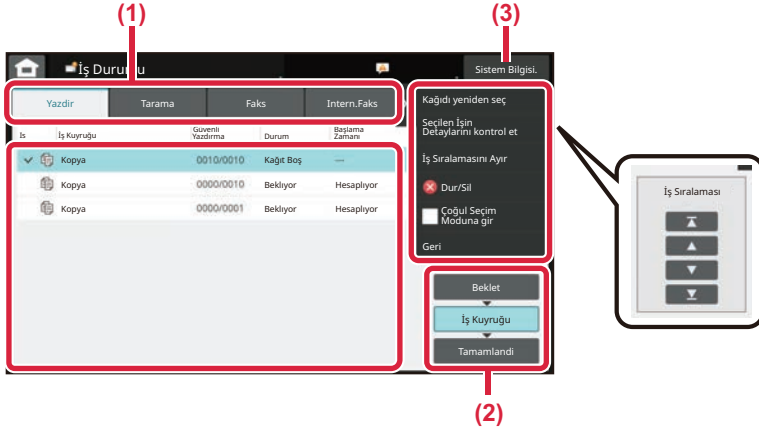 (1)
(3)
İş Durumu
Sistem Bilgisi.
Yazdir
Tarama
Faks
Intern.Faks
Is
İş Kuyruğu
Güvenli
Yazdırma
Durum
Başlama
Zamanı
Kopya
0010/0010
Kağıt Boş
---
Kopya
0000/0010
Beklıyor
Hesaplıyor
Kopya
0000/0001
Beklıyor
Hesaplıyor
Kağıdı yeniden seç
Seçilen İşin
Detaylarını kontrol et
İş Sıralamasını Ayır
Dur/Sil
Çoğul Seçim
Moduna gir
Geri
Beklet
İş Kuyruğu
Tamamlandi
İş Sıralaması
(2)